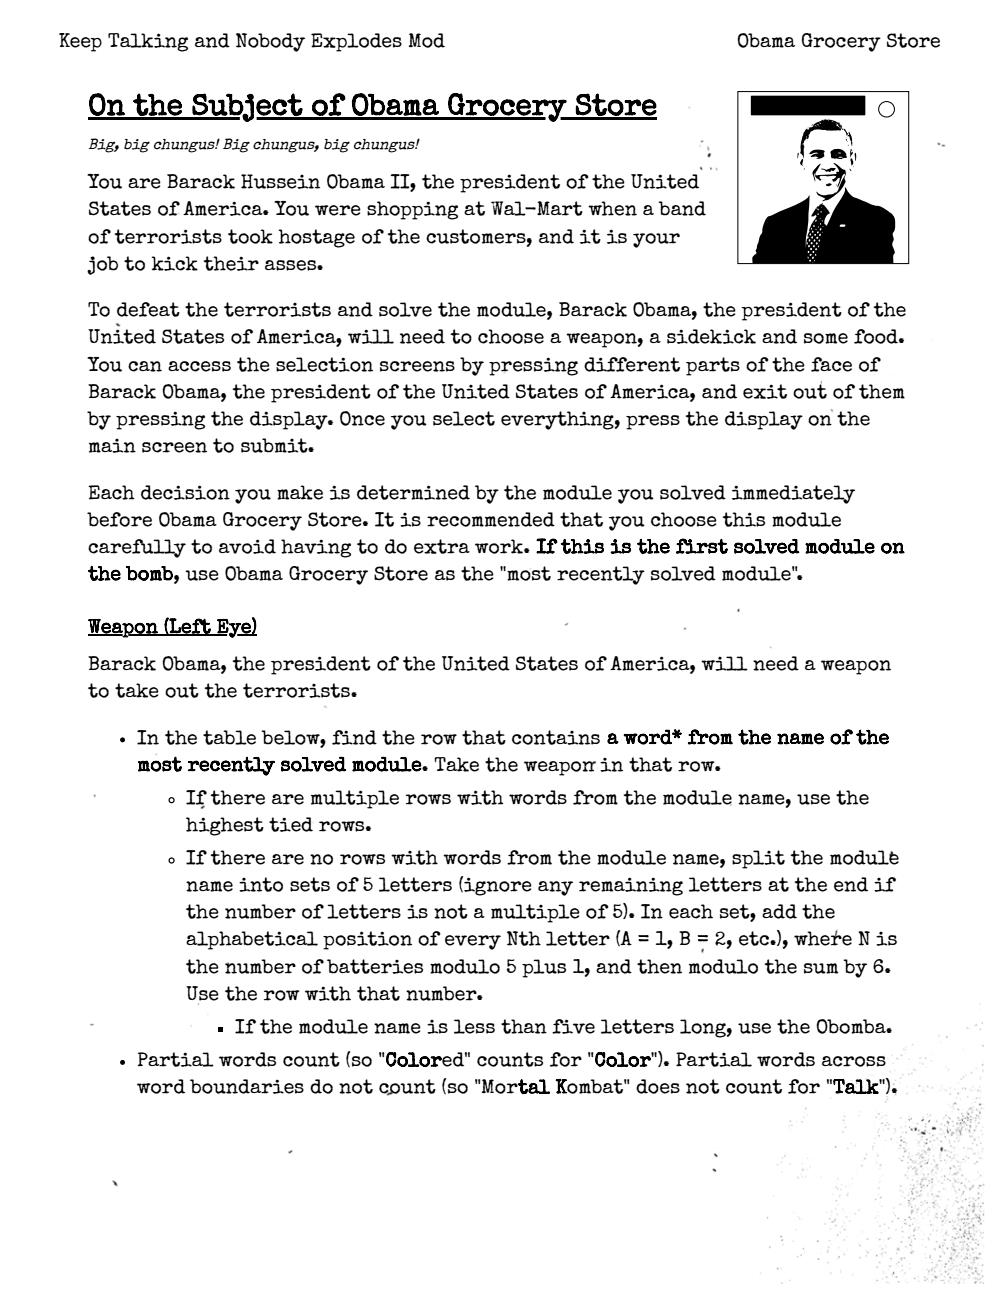 Keep Talking and Nobody Explodes Mod
Obama Grocery Store
On the Subject of Obama Grocery Store
Big, big chungus! Big chungus, big chungus!
You are Barack Hussein Obama II, the president of the United
States of America. You were shopping at Wal-Mart when a band
of terrorists took hostage of the customers, and it is your
job to kick their asses.
To defeat the terrorists and solve the module, Barack Obama, the president of the
United States of America, will need to choose a weapon, a sidekick and some food.
You can access the selection screens by pressing different parts of the face of
Barack Obama, the president of the United States of America, and exit out of them
by pressing the display. Once you select everything, press the display on the
main screen to submit.
Each decision you make is determined by the module you solved immediately
before Obama Grocery Store. It is recommended that you choose this module
carefully to avoid having to do extra work. If this is the first solved module on
the bomb, use Obama Grocery Store as the "most recently solved module".
Weapon (Left Eye)
Barack Obama, the president of the United States of America, will need a weapon
to take out the terrorists.
• In the table below, find the row that contains a word* from the name of the
most recently solved module. Take the weapon in that row.
◦ If there are multiple rows with words from the module name, use the
highest tied rows.
◦ If there are no rows with words from the module name, split the module
name into sets of 5 letters (ignore any remaining letters at the end if
the number of letters is not a multiple of 5). In each set, add the
alphabetical position of every Nth letter (A = 1, B = 2, etc.), where N is
the number of batteries modulo 5 plus 1, and then modulo the sum by 6.
Use the row with that number.
▪ If the module name is less than five letters long, use the Obomba.
• Partial words count (so "Colored" counts for "Color"). Partial words across
word boundaries do not count (so "Mortal Kombat" does not count for "Talk").